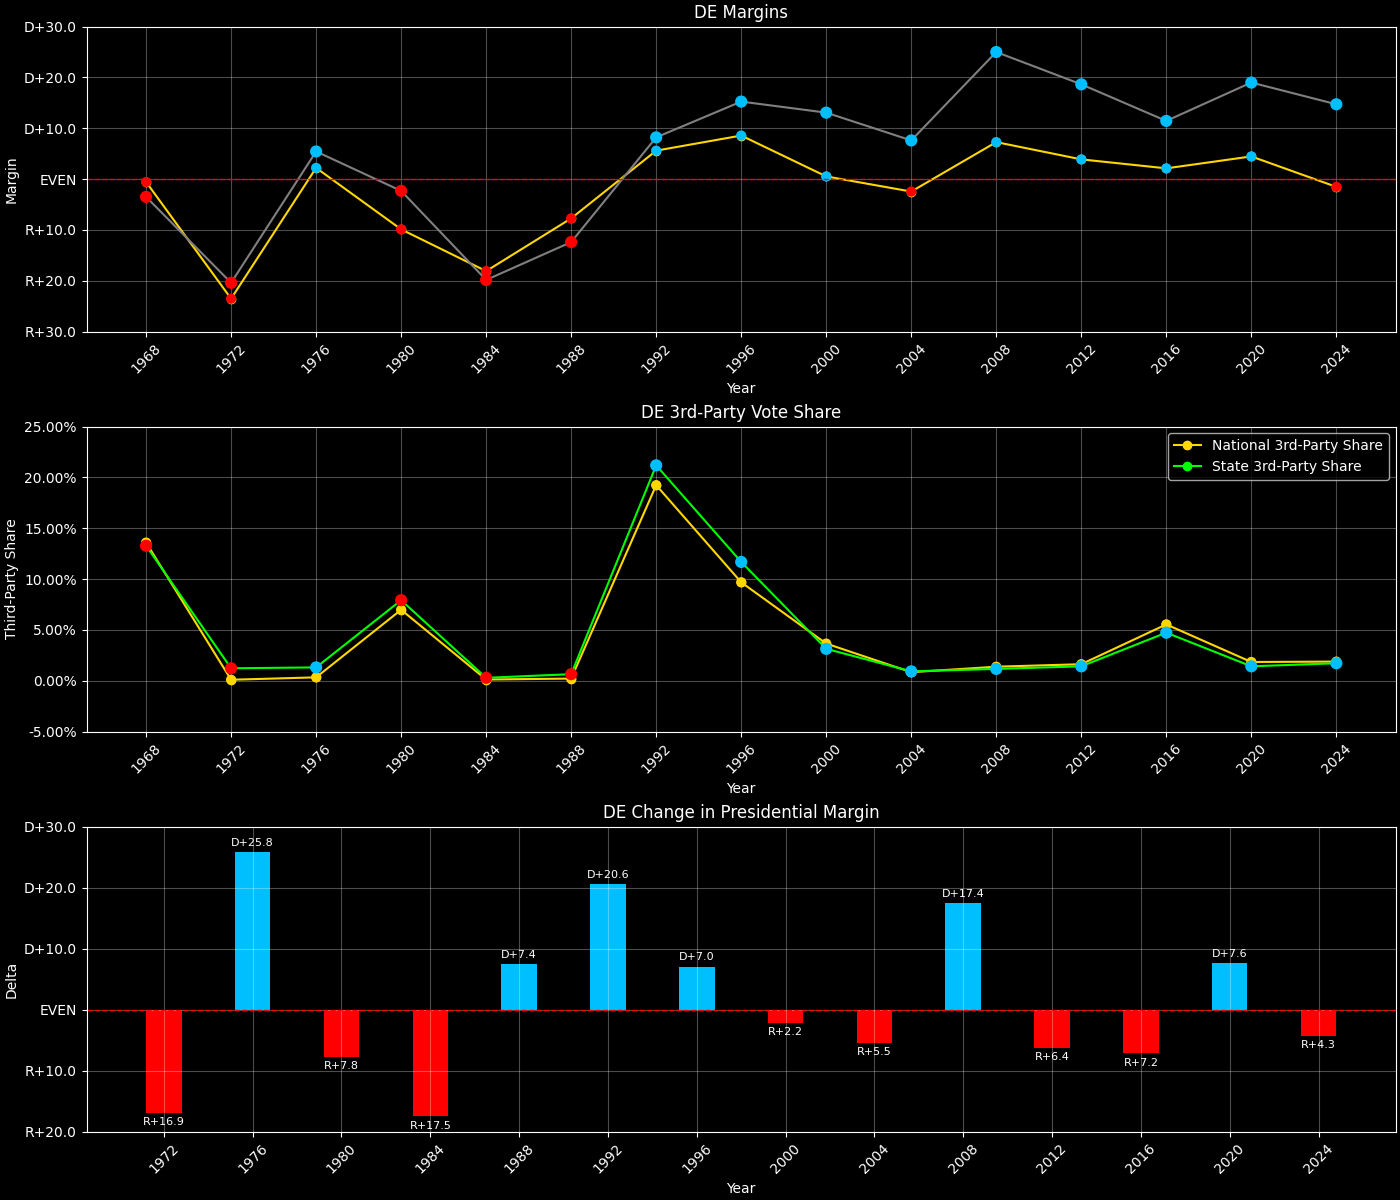 DE Margins
D+30.0
D+20.0
D+10.0
EVEN
R+10.0
R+20.0
R+30.0
Margin
1968 1972 1976 1980 1984 1988 1992 1996 2000 2004 2008 2012 2016 2020 2024
Year
DE 3rd-Party Vote Share
25.00%
20.00%
15.00%
10.00%
5.00%
0.00%
-5.00%
Third-Party Share
National 3rd-Party Share
State 3rd-Party Share
1968 1972 1976 1980 1984 1988 1992 1996 2000 2004 2008 2012 2016 2020 2024
Year
DE Change in Presidential Margin
D+30.0
D+20.0
D+10.0
EVEN
R+10.0
R+20.0
Delta
R+16.9
D+25.8
R+7.8
R+17.5
D+7.4
D+20.6
D+7.0
R+2.2
R+5.5
D+17.4
R+6.4
R+7.2
D+7.6
R+4.3
1972 1976 1980 1984 1988 1992 1996 2000 2004 2008 2012 2016 2020 2024
Year